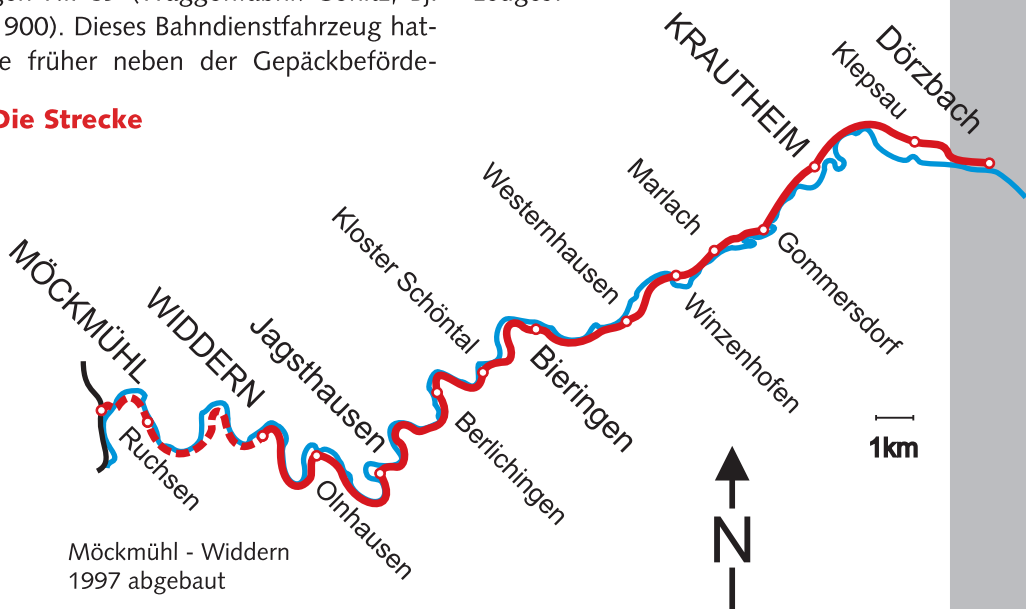 900). Dieses Bahndienstfahrzeug hat-
früher neben der Gepäckbeförde-
Die Strecke
MÖCKMÜHL
Ruchsen
WIDDERN
Jagsthausen
Olnhausen
Kloster Schöntal
Berlichingen
Bieringen
Westernhausen
Winzenhofen
Marlach
Gommersdorf
KRAUTHEIM
Klepsau
Dörzbach
1km
N
Möckmühl - Widdern
1997 abgebaut